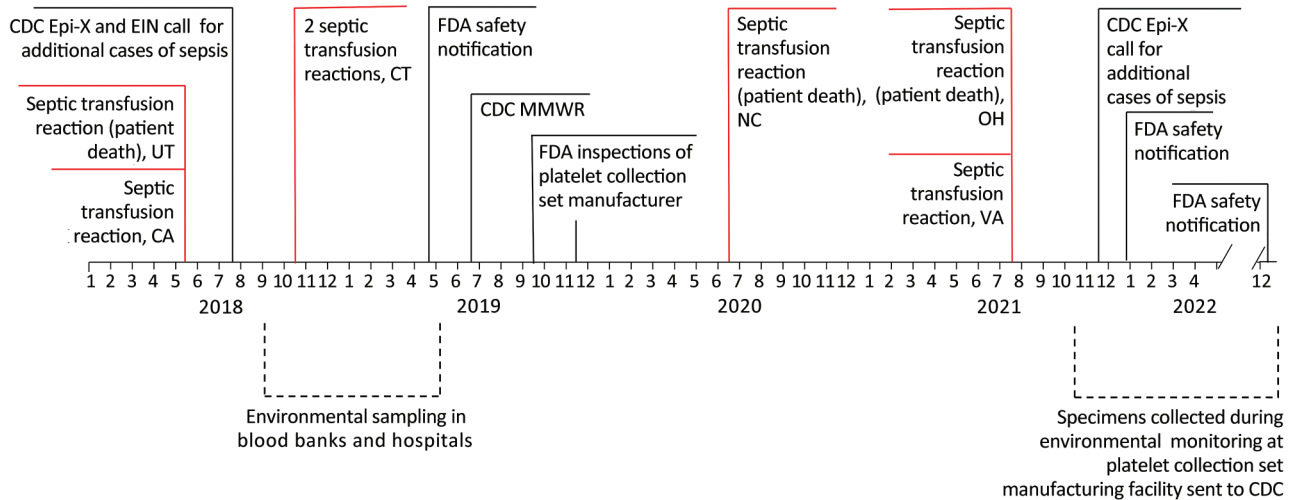 CDC Epi-X and EIN call for
additional cases of sepsis
Septic transfusion
reaction (patient
death), UT
Septic
transfusion
reaction, CA
2 septic
transfusion
reactions, CT
FDA safety
notification
CDC MMWR
FDA inspections of
platelet collection
set manufacturer
Septic
transfusion
reaction
(patient death),
NC
Septic
transfusion
reaction
(patient death),
OH
Septic
transfusion
reaction, VA
CDC Epi-X
call for
additional
cases of sepsis
FDA safety
notification
FDA safety
notification
1 2 3 4 5 6 7 8 9 10 11 12 1 2 3 4 5 6 7 8 9 10 11 12 1 2 3 4 5 6 7 8 9 10 11 12 1 2 3 4 5 6 7 8 9 10 11 12 1 2 3 4 12
2018 2019 2020 2021 2022
Environmental sampling in
blood banks and hospitals
Specimens collected during
environmental monitoring at
platelet collection set
manufacturing facility sent to CDC